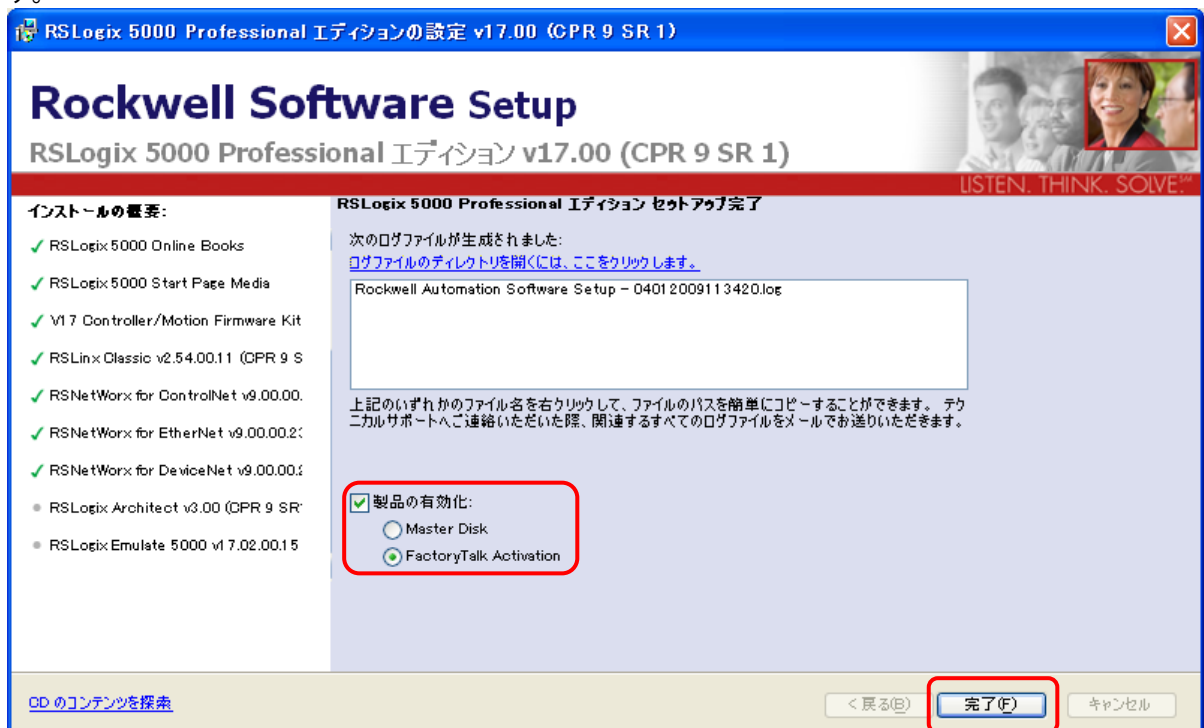 す。
RSLogix 5000 Professional エディションの設定 v17.00 (CPR 9 SR 1)
Rockwell Software Setup
RSLogix 5000 Professional エディション v17.00 (CPR 9 SR 1)
LISTEN. THINK. SOLVE.℠
インストールの概要:
✓ RSLogix 5000 Online Books
✓ RSLogix 5000 Start Page Media
✓ V17 Controller/Motion Firmware Kit
✓ RSLinx Classic v2.54.00.11 (CPR 9 S
✓ RSNetWorx for ControlNet v9.00.00.
✓ RSNetWorx for EtherNet v9.00.00.2
✓ RSNetWorx for DeviceNet v9.00.00.
RSLogix Architect v3.00 (CPR 9 SR
RSLogix Emulate 5000 v17.02.00.15
RSLogix 5000 Professional エディション セットアップ完了
次のログファイルが生成されました:
ログファイルのディレクトリを開くには、ここをクリックします。
Rockwell Automation Software Setup - 04012009113420.log
上記のいずれかのファイル名を右クリックして、ファイルのパスを簡単にコピーすることができます。 テク
ニカルサポートへご連絡いただいた際、関連するすべてのログファイルをメールでお送りいただきます。
製品の有効化:
Master Disk
FactoryTalk Activation
CD のコンテンツを探索
< 戻る(B)
完了(F)
キャンセル